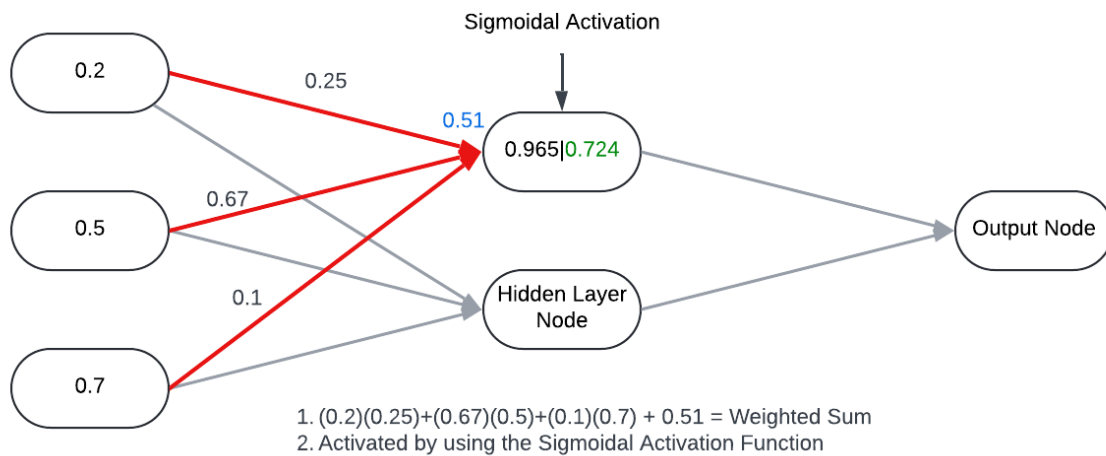 Sigmoidal Activation
0.2
0.25
0.51
0.965|0.724
0.67
0.5
Output Node
0.1
Hidden Layer
Node
0.7
1. (0.2)(0.25)+(0.67)(0.5)+(0.1)(0.7) + 0.51 = Weighted Sum
2. Activated by using the Sigmoidal Activation Function